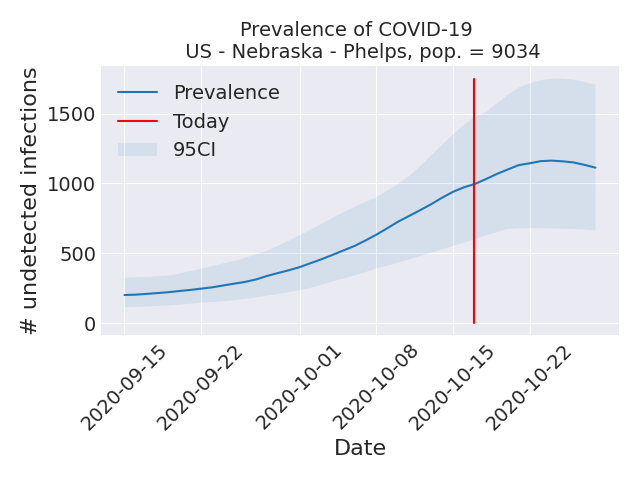 Prevalence of COVID-19
US - Nebraska - Phelps, pop. = 9034
# undetected infections
1500
1000
500
0
Prevalence
Today
95CI
2020-09-15
2020-09-22
2020-10-01
2020-10-08
2020-10-15
2020-10-22
Date